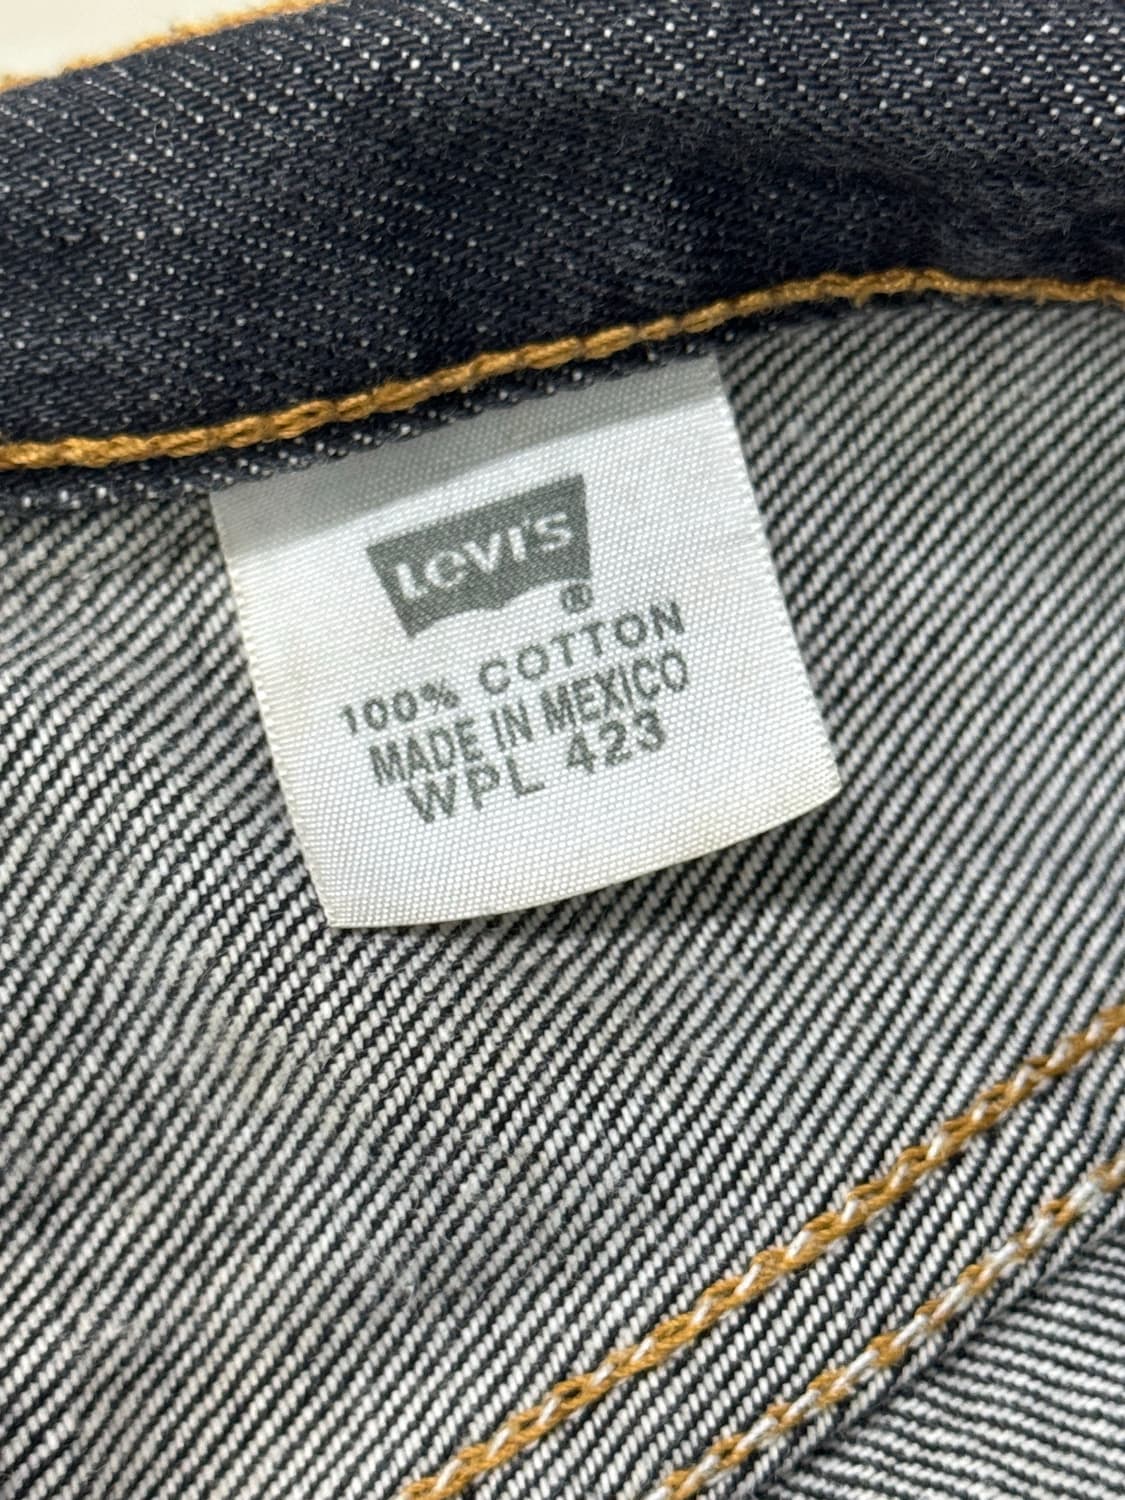 LeVI'S
®
100% COTTON
MADE IN MEXICO
WPL 423